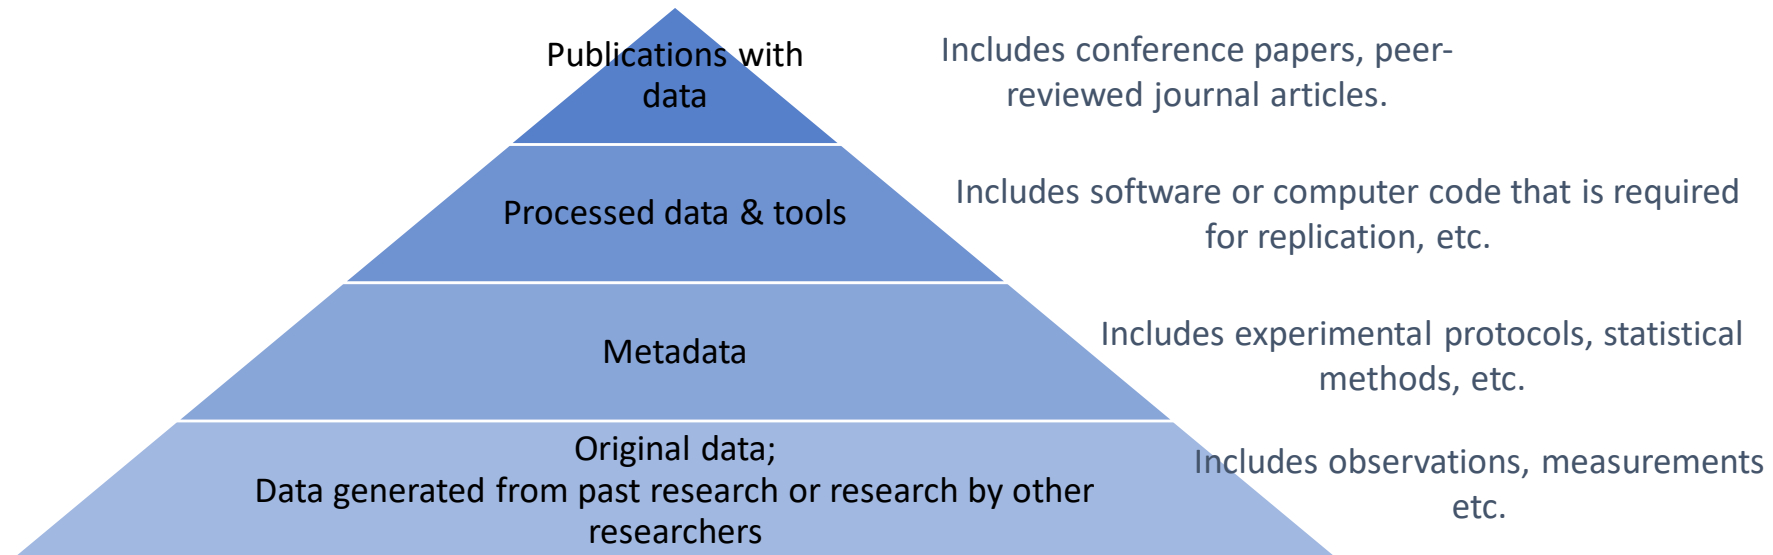 Publications with
data
Includes conference papers, peer-
reviewed journal articles.
Processed data & tools
Includes software or computer code that is required
for replication, etc.
Metadata
Includes experimental protocols, statistical
methods, etc.
Original data;
Data generated from past research or research by other
researchers
Includes observations, measurements
etc.